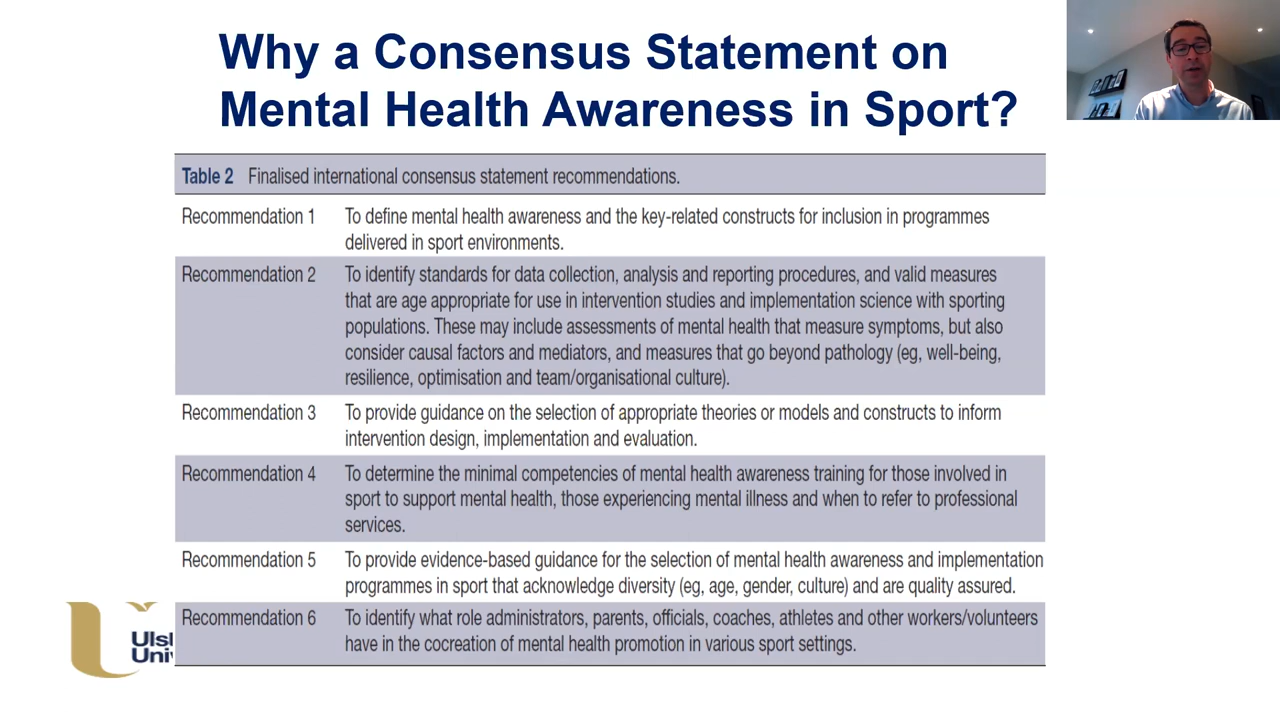 Why a Consensus Statement on
Mental Health Awareness in Sport?
Table 2 Finalised international consensus statement recommendations.
Recommendation 1 To define mental health awareness and the key-related constructs for inclusion in programmes
delivered in sport environments.
Recommendation 2 To identify standards for data collection, analysis and reporting procedures, and valid measures
that are age appropriate for use in intervention studies and implementation science with sporting
populations. These may include assessments of mental health that measure symptoms, but also
consider causal factors and mediators, and measures that go beyond pathology (eg, well-being,
resilience, optimisation and team/organisational culture).
Recommendation 3 To provide guidance on the selection of appropriate theories or models and constructs to inform
intervention design, implementation and evaluation.
Recommendation 4 To determine the minimal competencies of mental health awareness training for those involved in
sport to support mental health, those experiencing mental illness and when to refer to professional
services.
Recommendation 5 To provide evidence-based guidance for the selection of mental health awareness and implementation
programmes in sport that acknowledge diversity (eg, age, gender, culture) and are quality assured.
Recommendation 6 To identify what role administrators, parents, officials, coaches, athletes and other workers/volunteers
have in the cocreation of mental health promotion in various sport settings.